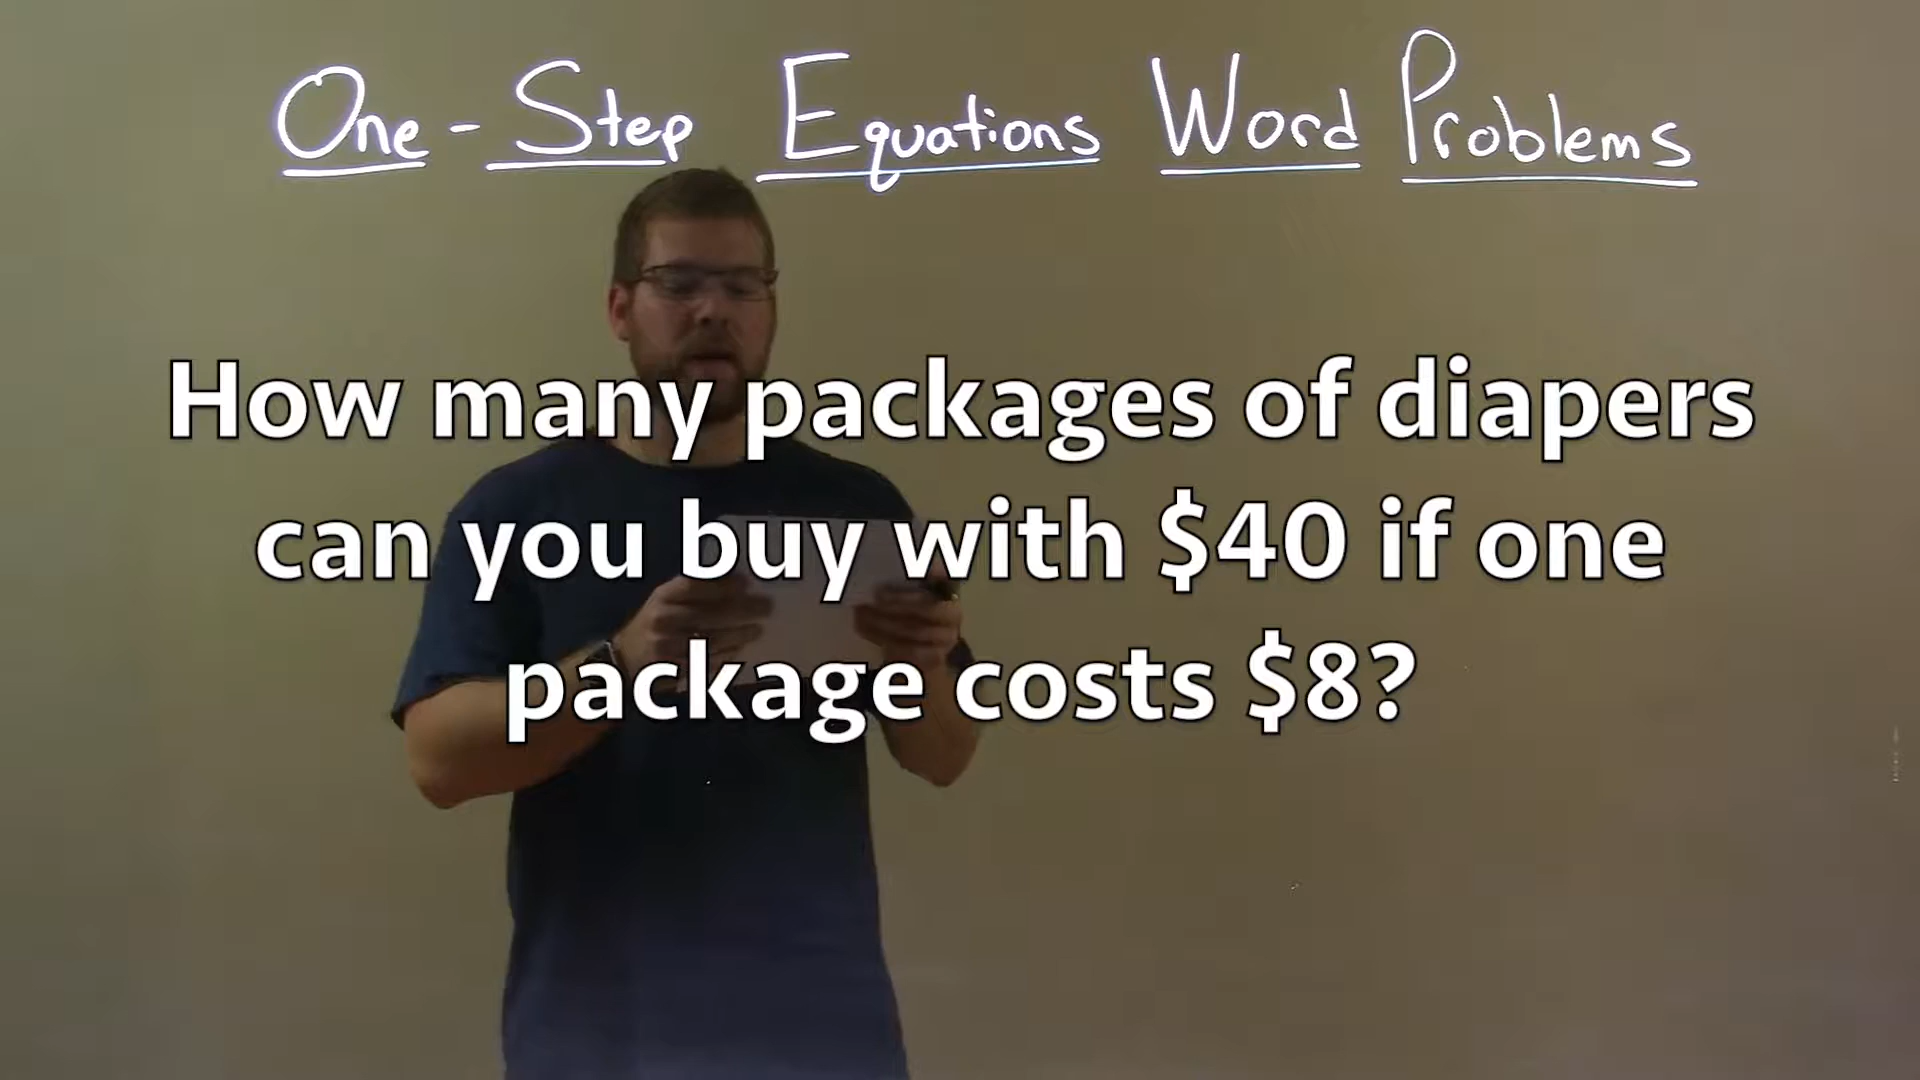 One-Step Equations Word Problems
How many packages of diapers
can you buy with $40 if one
package costs $8?